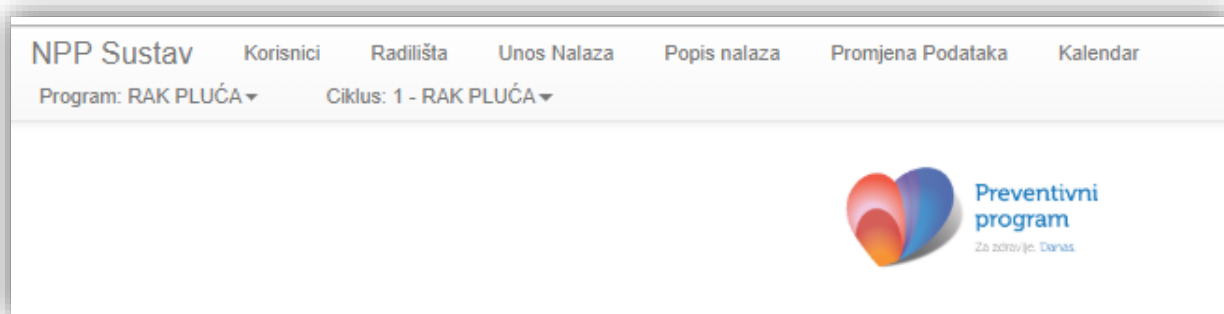 NPP Sustav Korisnici Radilišta Unos Nalaza Popis nalaza Promjena Podataka Kalendar
Program: RAK PLUĆA Ciklus: 1 - RAK PLUĆA
Preventivni
program
Za zdravlje. Danas.